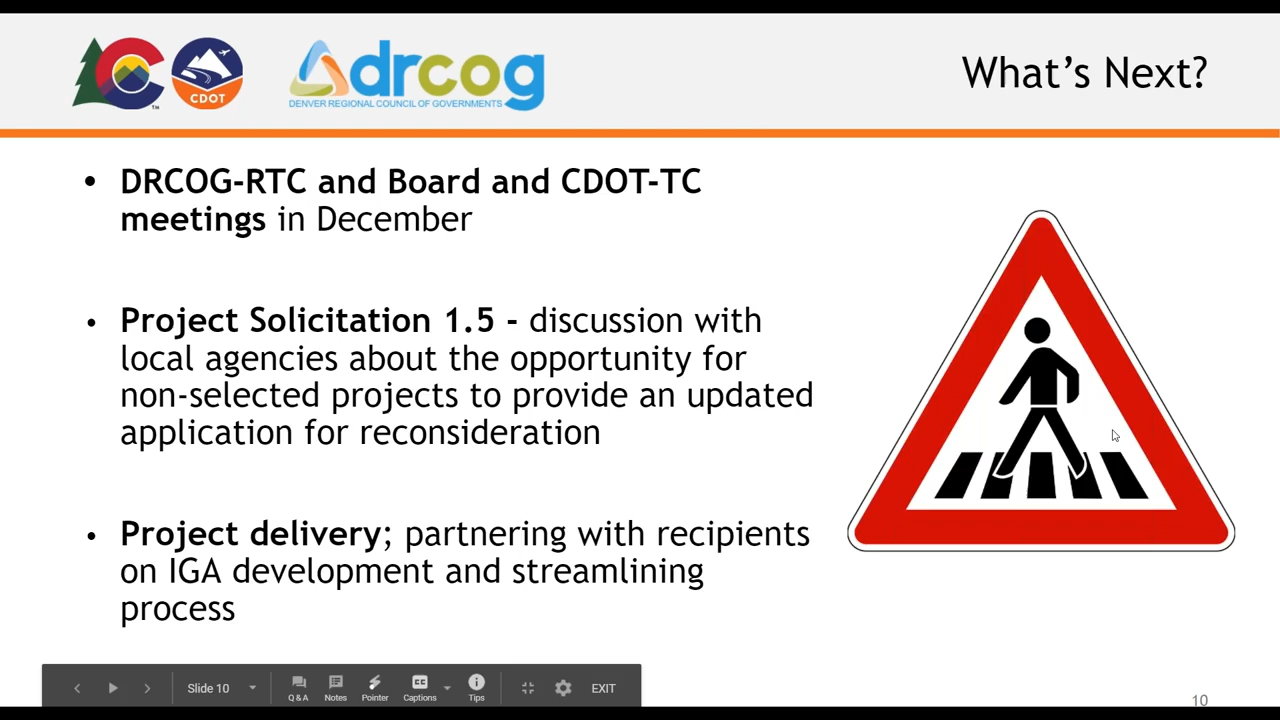 CDOT
TM
drcog
DENVER REGIONAL COUNCIL OF GOVERNMENTS
What's Next?
• DRCOG-RTC and Board and CDOT-TC
meetings in December
• Project Solicitation 1.5 - discussion with
local agencies about the opportunity for
non-selected projects to provide an updated
application for reconsideration
• Project delivery; partnering with recipients
on IGA development and streamlining
process
Slide 10
Q & A
Notes
Pointer
CC
Captions
Tips
EXIT
10